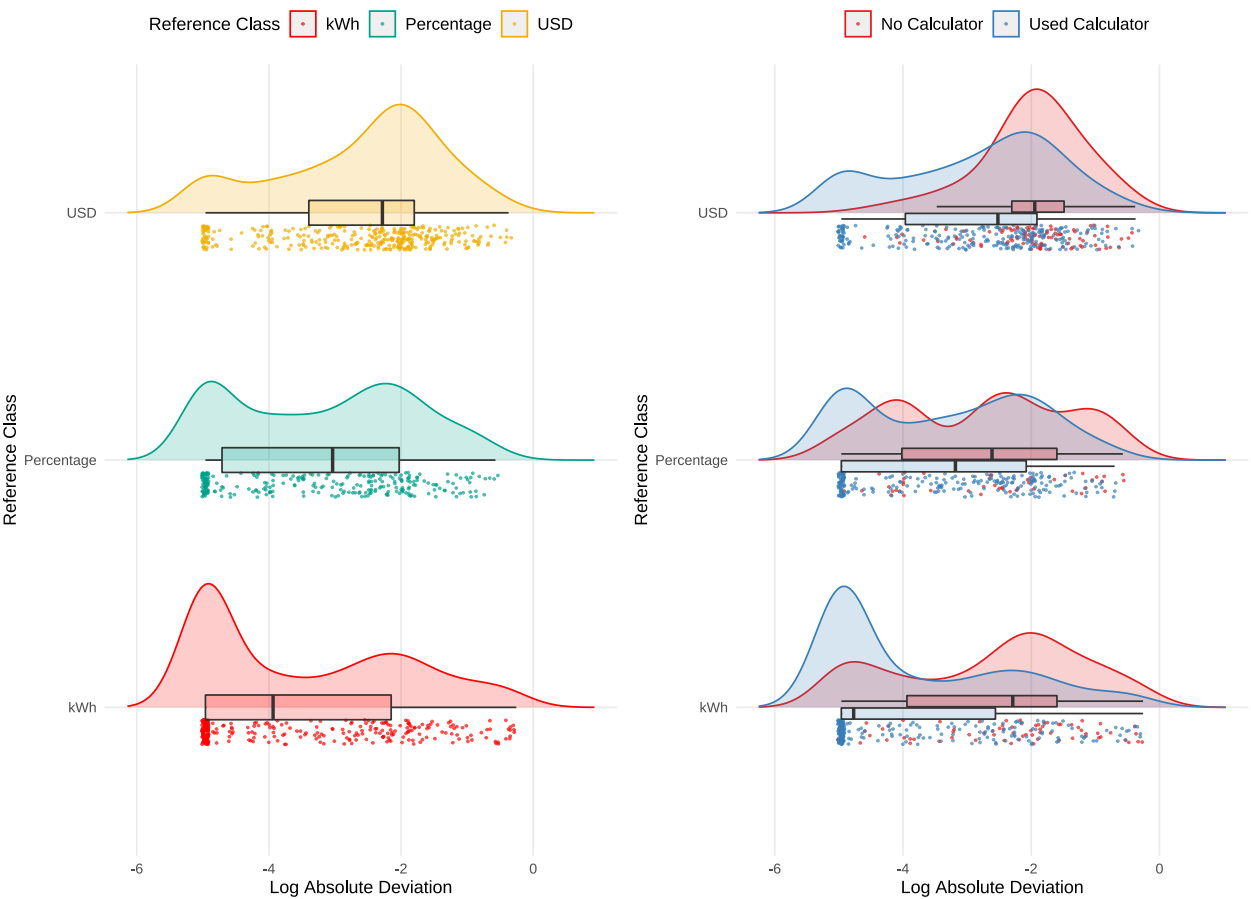 Reference Class kWh Percentage USD
No Calculator Used Calculator
Reference Class
USD
Percentage
kWh
-6 -4 -2 0
Log Absolute Deviation
Reference Class
USD
Percentage
kWh
-6 -4 -2 0
Log Absolute Deviation